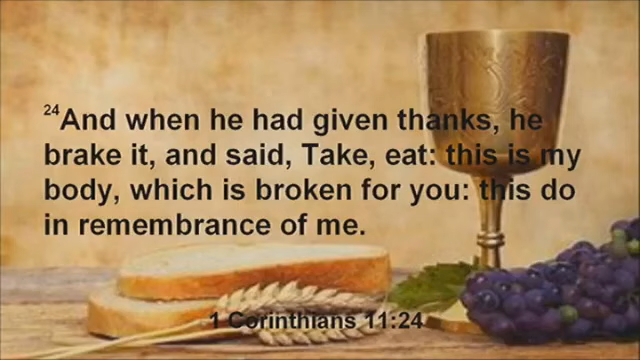 24And when he had given thanks, he
brake it, and said, Take, eat: this is my
body, which is broken for you: this do
in remembrance of me.
1 Corinthians 11:24